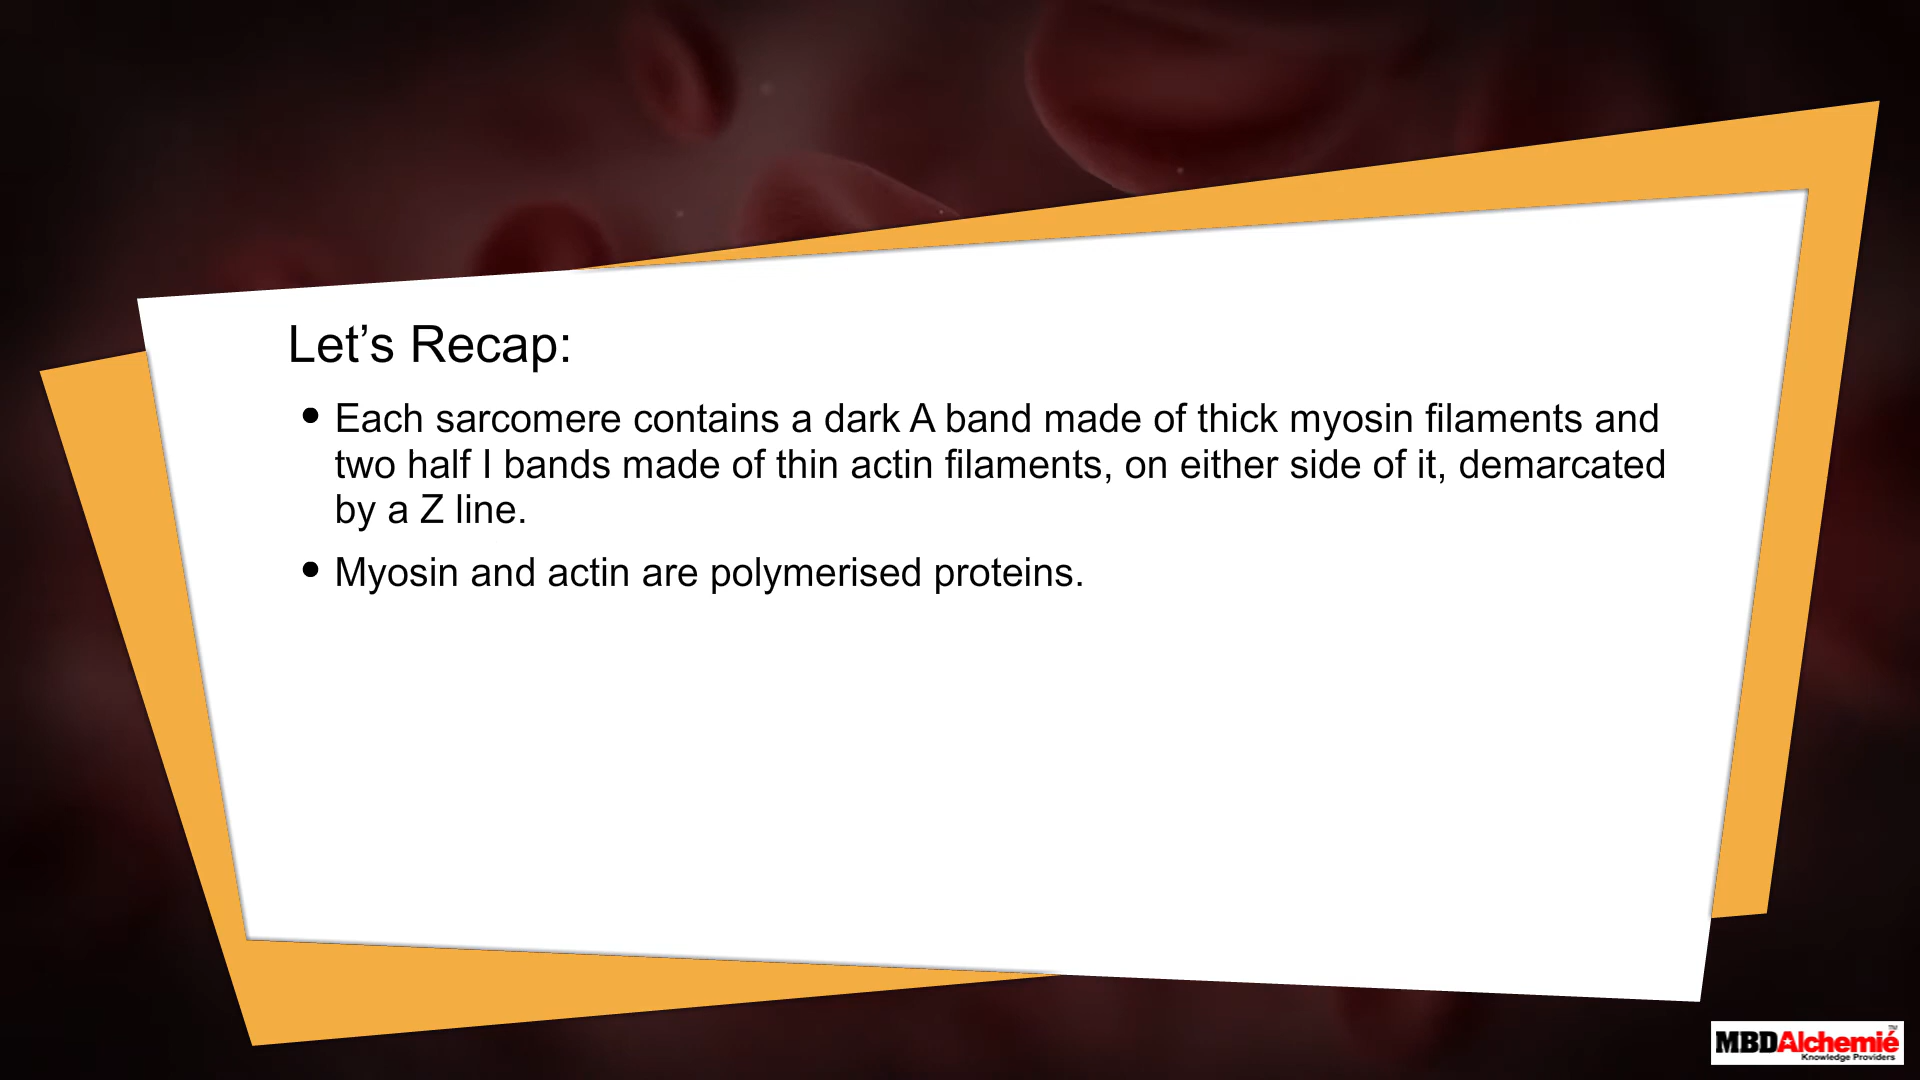 Let’s Recap:
• Each sarcomere contains a dark A band made of thick myosin filaments and
two half I bands made of thin actin filaments, on either side of it, demarcated
by a Z line.
• Myosin and actin are polymerised proteins.
MBDAlchemié™
Knowledge Providers